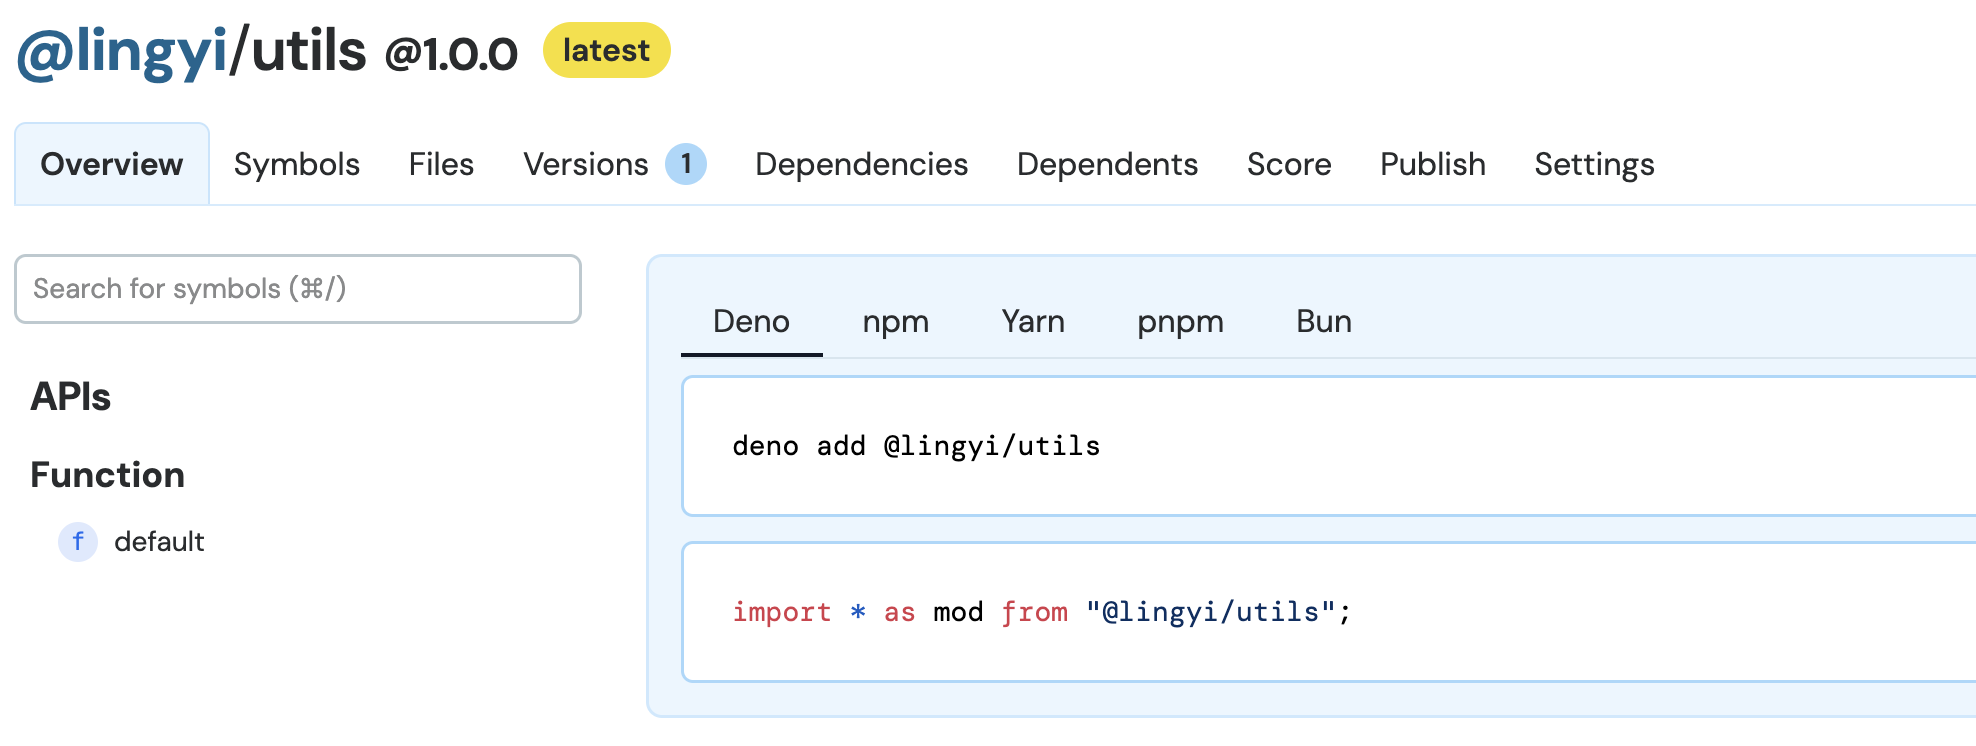 @lingyi/utils @1.0.0 latest
Overview Symbols Files Versions 1 Dependencies Dependents Score Publish Settings
Search for symbols (⌘/)
Deno npm Yarn pnpm Bun
APIs
deno add @lingyi/utils
Function
f default
import * as mod from "@lingyi/utils";